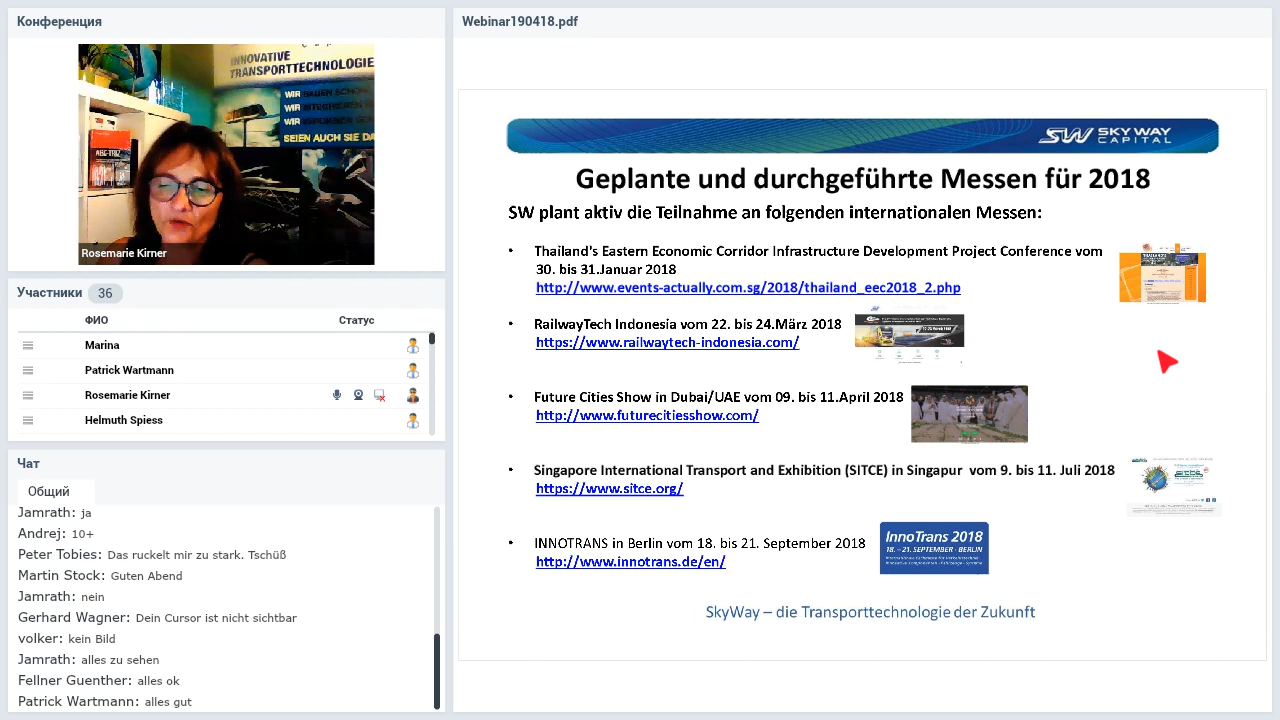 Конференция
INNOVATIVE
TRANSPORTTECHNOLOGIE
WIR BAUEN SCHON
SEIEN AUCH SIE DA
Rosemarie Kirner
Участники 36
ФИО Статус
Marina
Patrick Wartmann
Rosemarie Kirner
Helmuth Spiess
Чат
Общий
Jamrath: ja
Andrej: 10+
Peter Tobies: Das ruckelt mir zu stark. Tschüß
Martin Stock: Guten Abend
Jamrath: nein
Gerhard Wagner: Dein Cursor ist nicht sichtbar
volker: kein Bild
Jamrath: alles zu sehen
Fellner Guenther: alles ok
Patrick Wartmann: alles gut
Webinar190418.pdf
SW SKY WAY
CAPITAL
Geplante und durchgeführte Messen für 2018
SW plant aktiv die Teilnahme an folgenden internationalen Messen:
• Thailand's Eastern Economic Corridor Infrastructure Development Project Conference vom
30. bis 31.Januar 2018
http://www.events-actually.com.sg/2018/thailand_eec2018_2.php
• RailwayTech Indonesia vom 22. bis 24.März 2018
https://www.railwaytech-indonesia.com/
• Future Cities Show in Dubai/UAE vom 09. bis 11.April 2018
http://www.futurecitiesshow.com/
• Singapore International Transport and Exhibition (SITCE) in Singapur vom 9. bis 11. Juli 2018
https://www.sitce.org/
• INNOTRANS in Berlin vom 18. bis 21. September 2018
http://www.innotrans.de/en/
InnoTrans 2018
18. – 21. SEPTEMBER · BERLIN
SkyWay – die Transporttechnologie der Zukunft